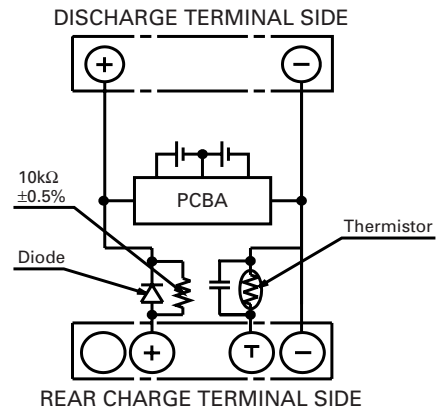 DISCHARGE TERMINAL SIDE
+ −
10kΩ
±0.5%
PCBA
Thermistor
Diode
+ T −
REAR CHARGE TERMINAL SIDE